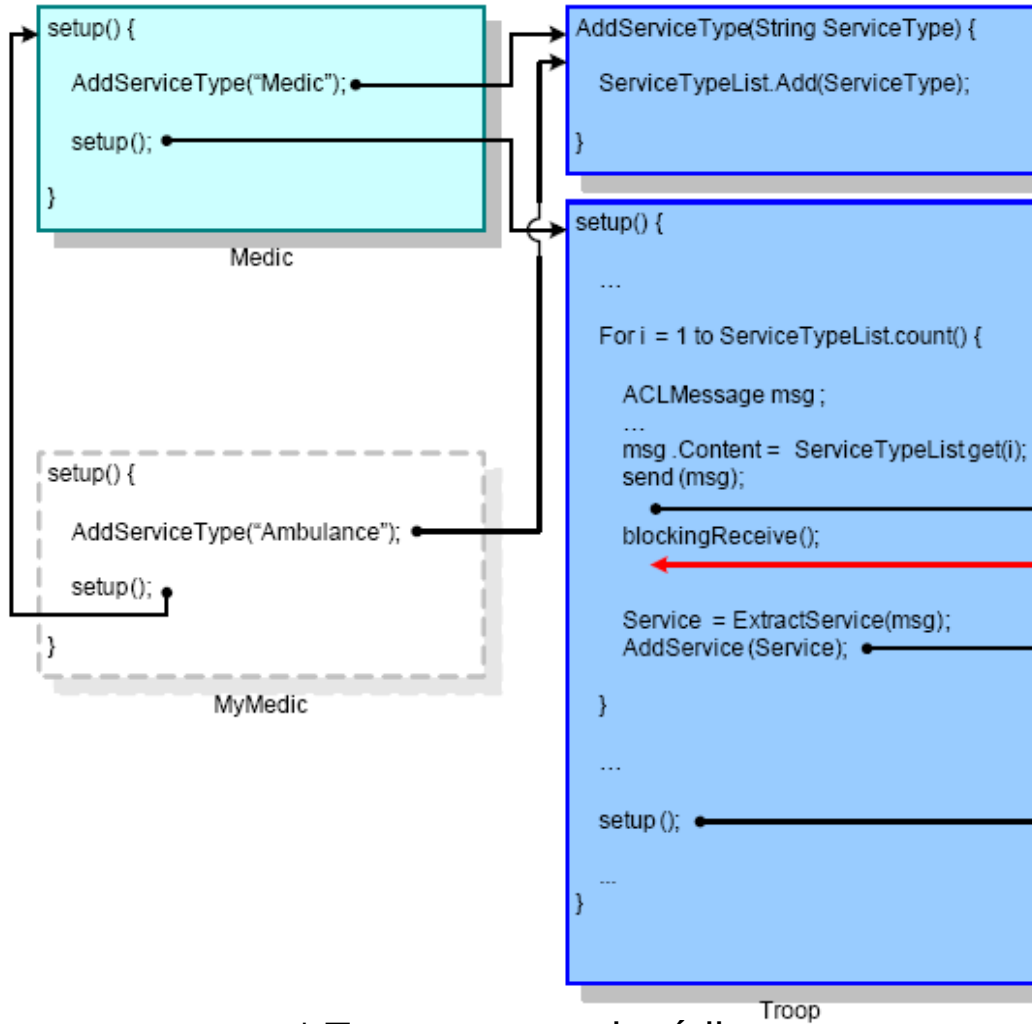 setup() {
AddServiceType(“Medic”);
setup();
}
Medic
setup() {
AddServiceType(“Ambulance”);
setup();
}
MyMedic
AddServiceType(String ServiceType) {
ServiceTypeList.Add(ServiceType);
}
setup() {
...
For i = 1 to ServiceTypeList.count() {
ACLMessage msg ;
...
msg .Content = ServiceTypeList.get(i);
send (msg);
blockingReceive();
Service = ExtractService(msg);
AddService (Service);
}
...
setup ();
...
}
Troop